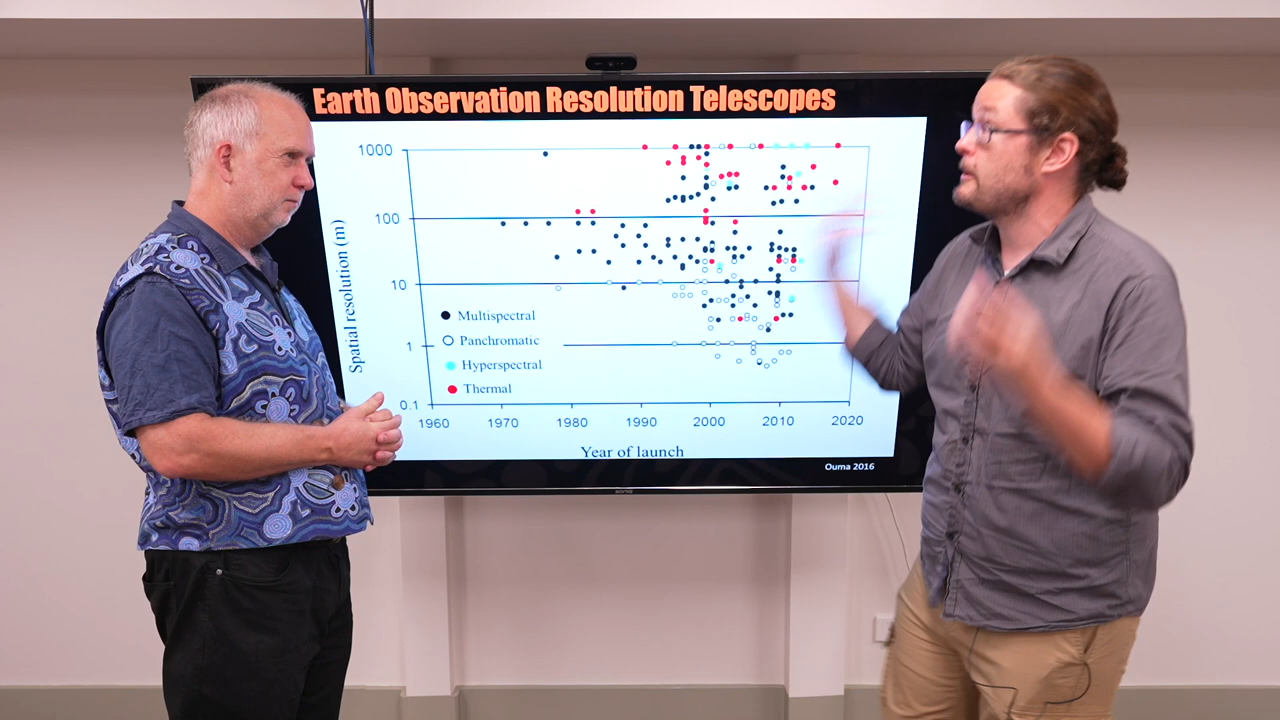 Earth Observation Resolution Telescopes
1000
100
10
1
0.1
Spatial resolution (m)
Multispectral
Panchromatic
Hyperspectral
Thermal
1960 1970 1980 1990 2000 2010 2020
Year of launch
Ouma 2016